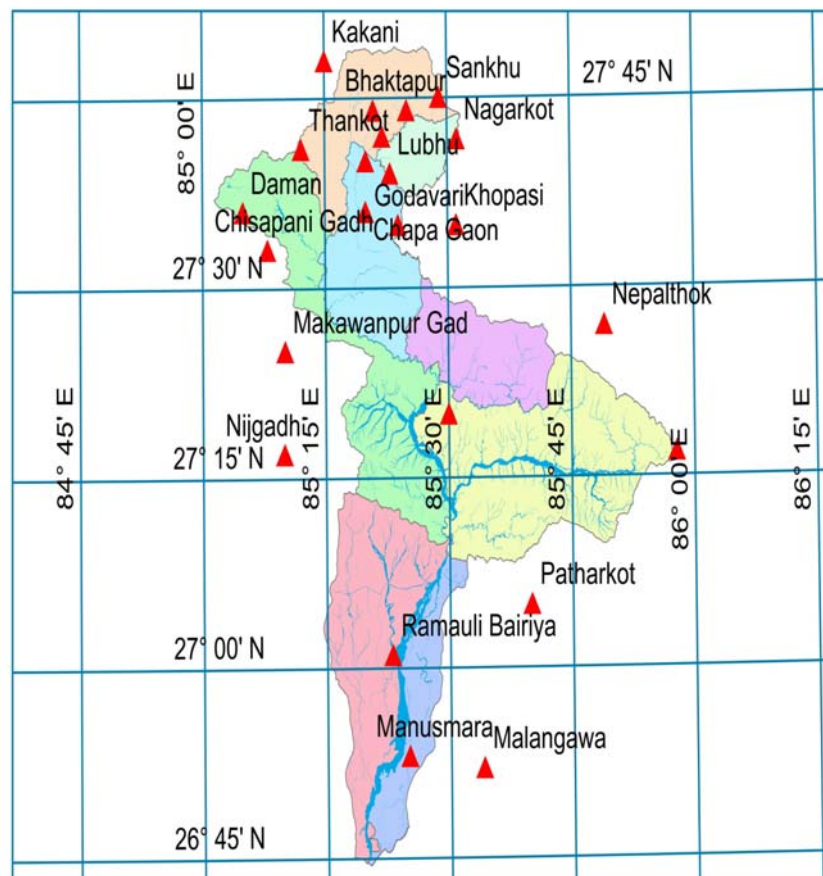 Kakani
Bhaktapur
Sankhu
27° 45' N
85° 00' E
Thankot
Nagarkot
Lubhu
Daman
Godavari
Khopasi
Chisapani Gadhi
Chapa Gaon
27° 30' N
Nepalthok
Makawanpur Gad
Nijgadh
27° 15' N
84° 45' E
85° 15' E
85° 30' E
85° 45' E
86° 00' E
86° 15' E
Patharkot
Ramauli Bairiya
27° 00' N
Manusmara
Malangawa
26° 45' N